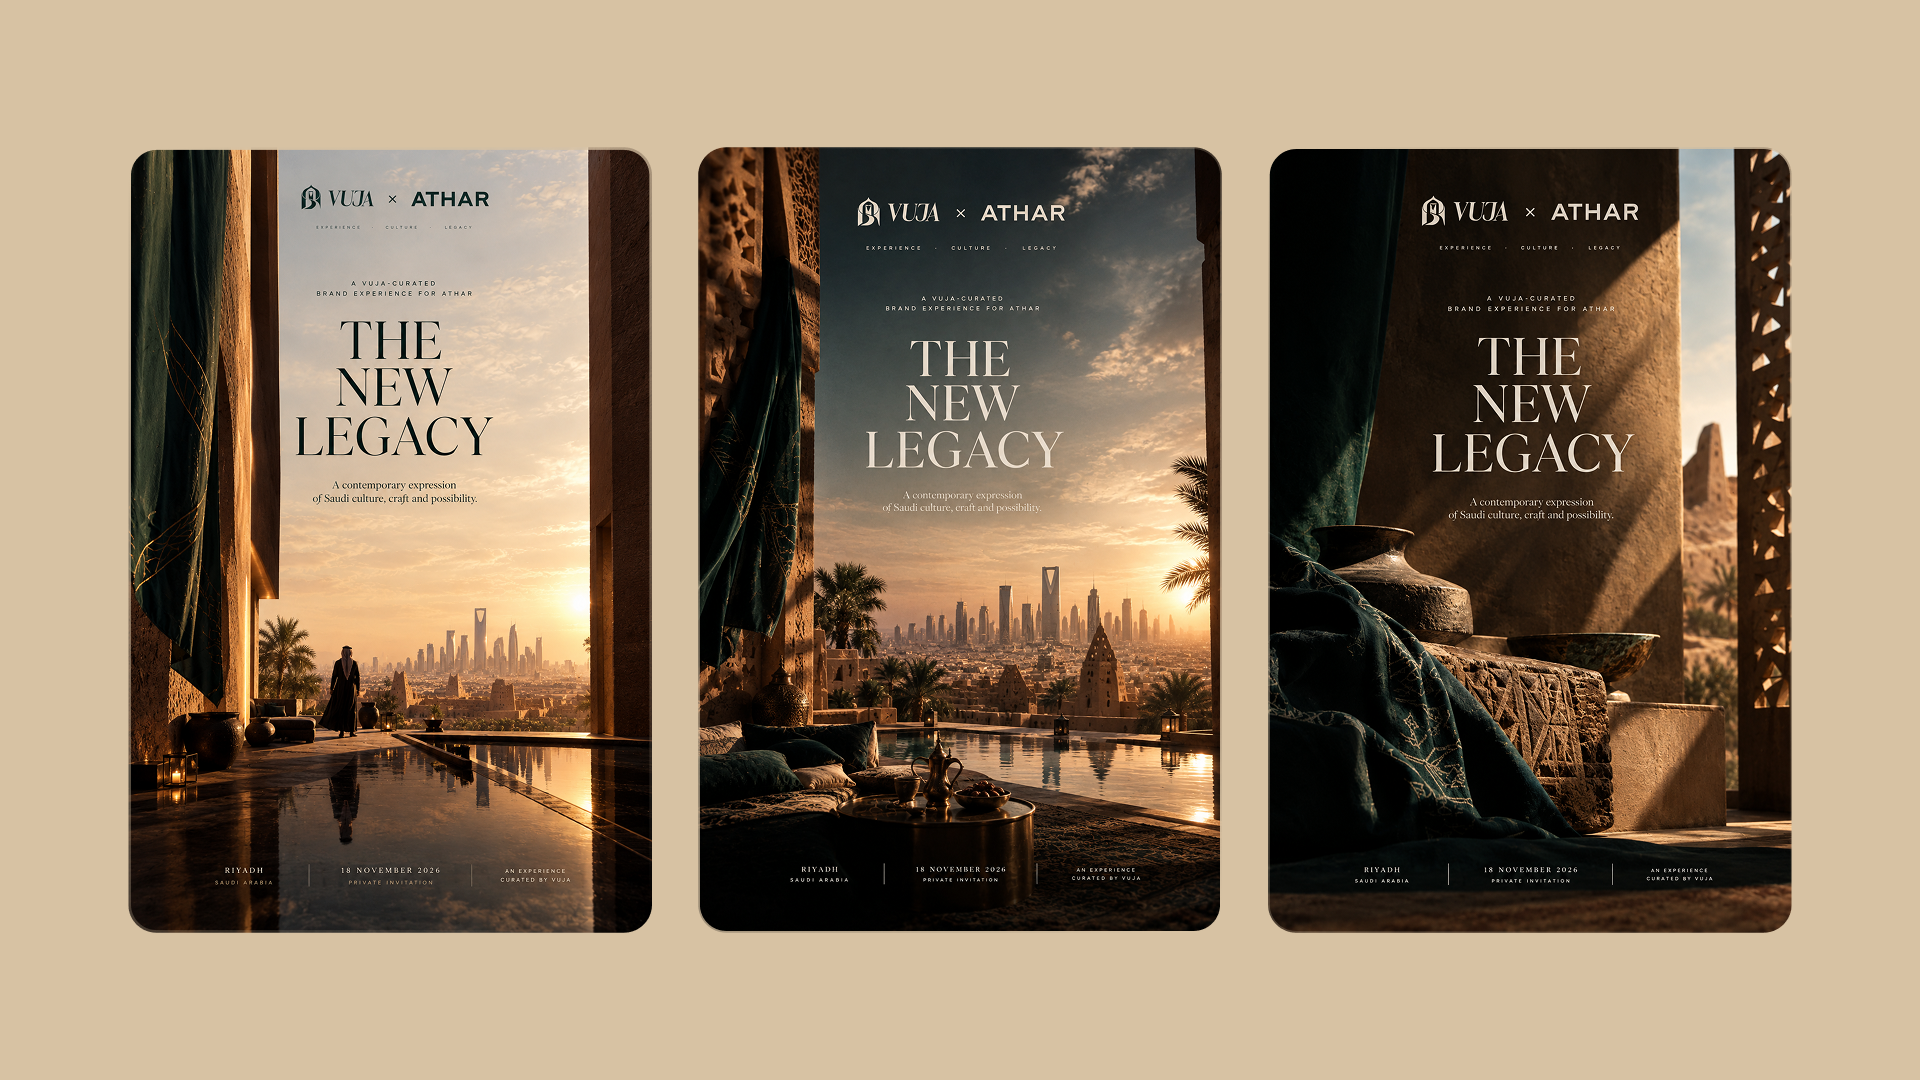 VUJA × ATHAR
EXPERIENCE CULTURE LEGACY
A VUJA-CURATED
BRAND EXPERIENCE FOR ATHAR
THE
NEW
LEGACY
A contemporary expression
of Saudi culture, craft and possibility.
RIYADH
SAUDI ARABIA
18 NOVEMBER 2026
PRIVATE INVITATION
AN EXPERIENCE
CURATED BY VUJA
VUJA × ATHAR
EXPERIENCE · CULTURE · LEGACY
A VUJA-CURATED
BRAND EXPERIENCE FOR ATHAR
THE
NEW
LEGACY
A contemporary expression
of Saudi culture, craft and possibility.
RIYADH
SAUDI ARABIA
18 NOVEMBER 2026
PRIVATE INVITATION
AN EXPERIENCE
CURATED BY VUJA
VUJA × ATHAR
EXPERIENCE · CULTURE · LEGACY
A VUJA-CURATED
BRAND EXPERIENCE FOR ATHAR
THE
NEW
LEGACY
A contemporary expression
of Saudi culture, craft and possibility.
RIYADH
SAUDI ARABIA
18 NOVEMBER 2026
PRIVATE INVITATION
AN EXPERIENCE
CURATED BY VUJA